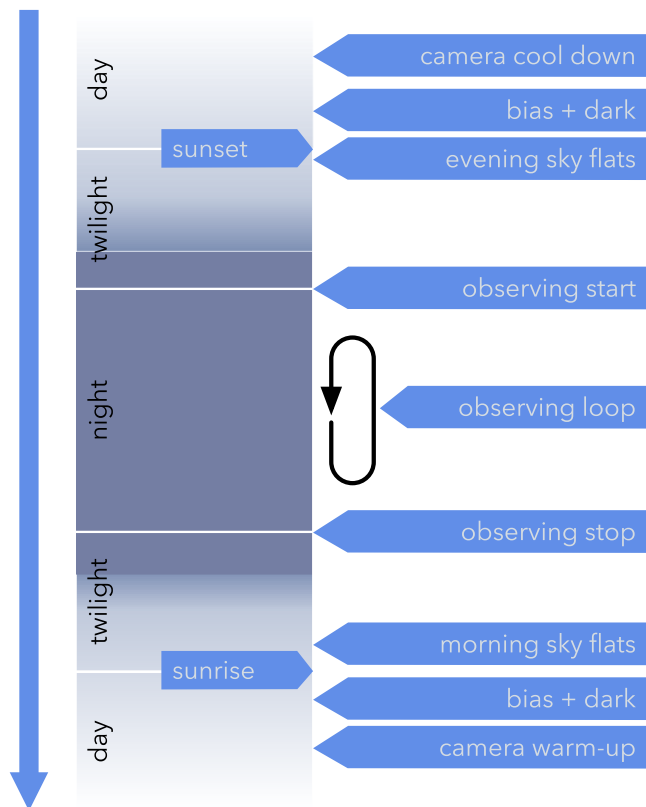 day
camera cool down
bias + dark
sunset
evening sky flats
twilight
observing start
night
observing loop
observing stop
twilight
morning sky flats
sunrise
bias + dark
day
camera warm-up